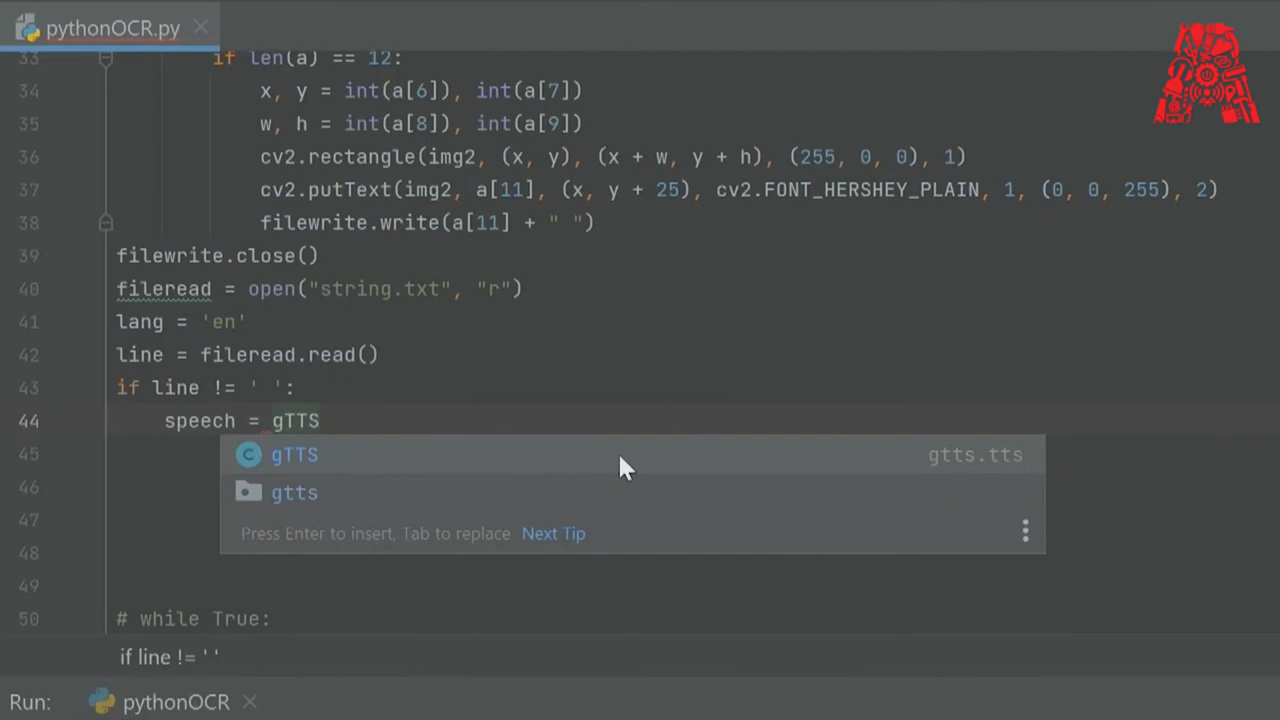 pythonOCR.py
33 if len(a) == 12:
34 x, y = int(a[6]), int(a[7])
35 w, h = int(a[8]), int(a[9])
36 cv2.rectangle(img2, (x, y), (x + w, y + h), (255, 0, 0), 1)
37 cv2.putText(img2, a[11], (x, y + 25), cv2.FONT_HERSHEY_PLAIN, 1, (0, 0, 255), 2)
38 filewrite.write(a[11] + " ")
39 filewrite.close()
40 fileread = open("string.txt", "r")
41 lang = 'en'
42 line = fileread.read()
43 if line != ' ':
44 speech = gTTS
45 gTTS gtts.tts
46 gtts
47 Press Enter to insert, Tab to replace Next Tip
48
49
50 # while True:
if line != ' '
Run: pythonOCR